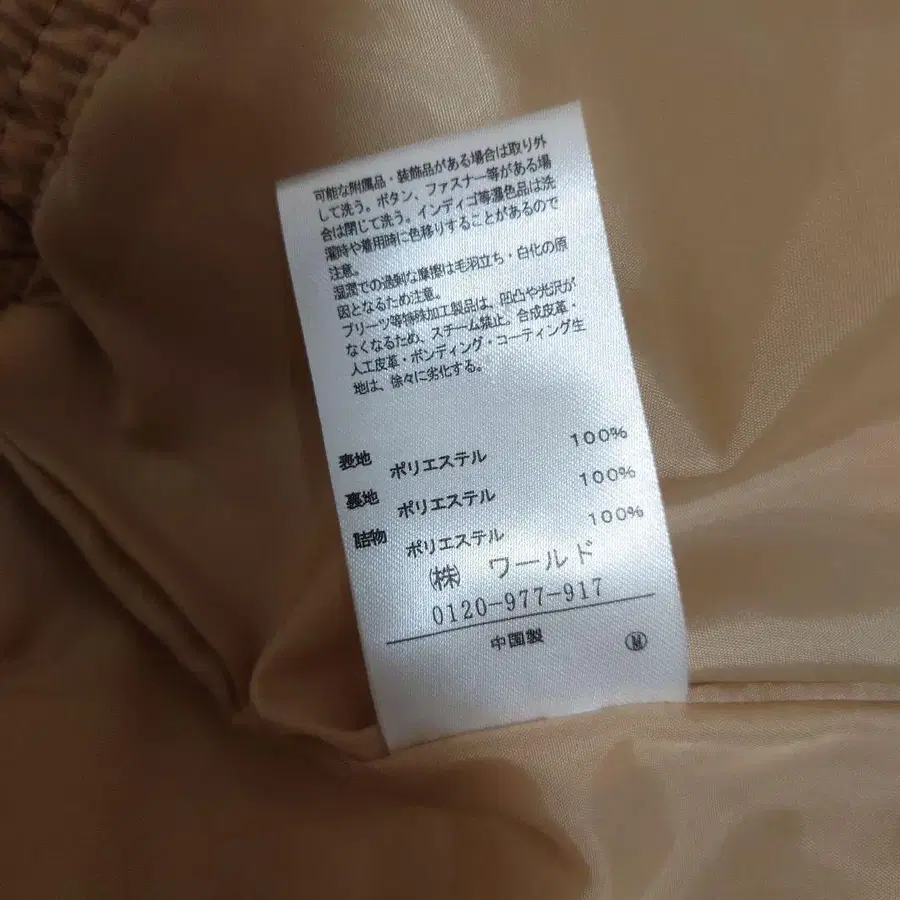 可能な附属品・装飾品がある場合は取り外
して洗う。ボタン、ファスナー等がある場
合は閉じて洗う。インディゴ等濃色品は洗
濯時や着用時に色移りすることがあるので
注意。
湿潤での過剰な摩擦は毛羽立ち・白化の原
因となるため注意。
プリーツ等特殊加工製品は、凹凸や光沢が
なくなるため、スチーム禁止。合成皮革・
人工皮革・ボンディング・コーティング生
地は、徐々に劣化する。
表地 ポリエステル 100%
裏地 ポリエステル 100%
詰物 ポリエステル 100%
㈱ ワールド
0120-977-917
中国製 Ⓜ